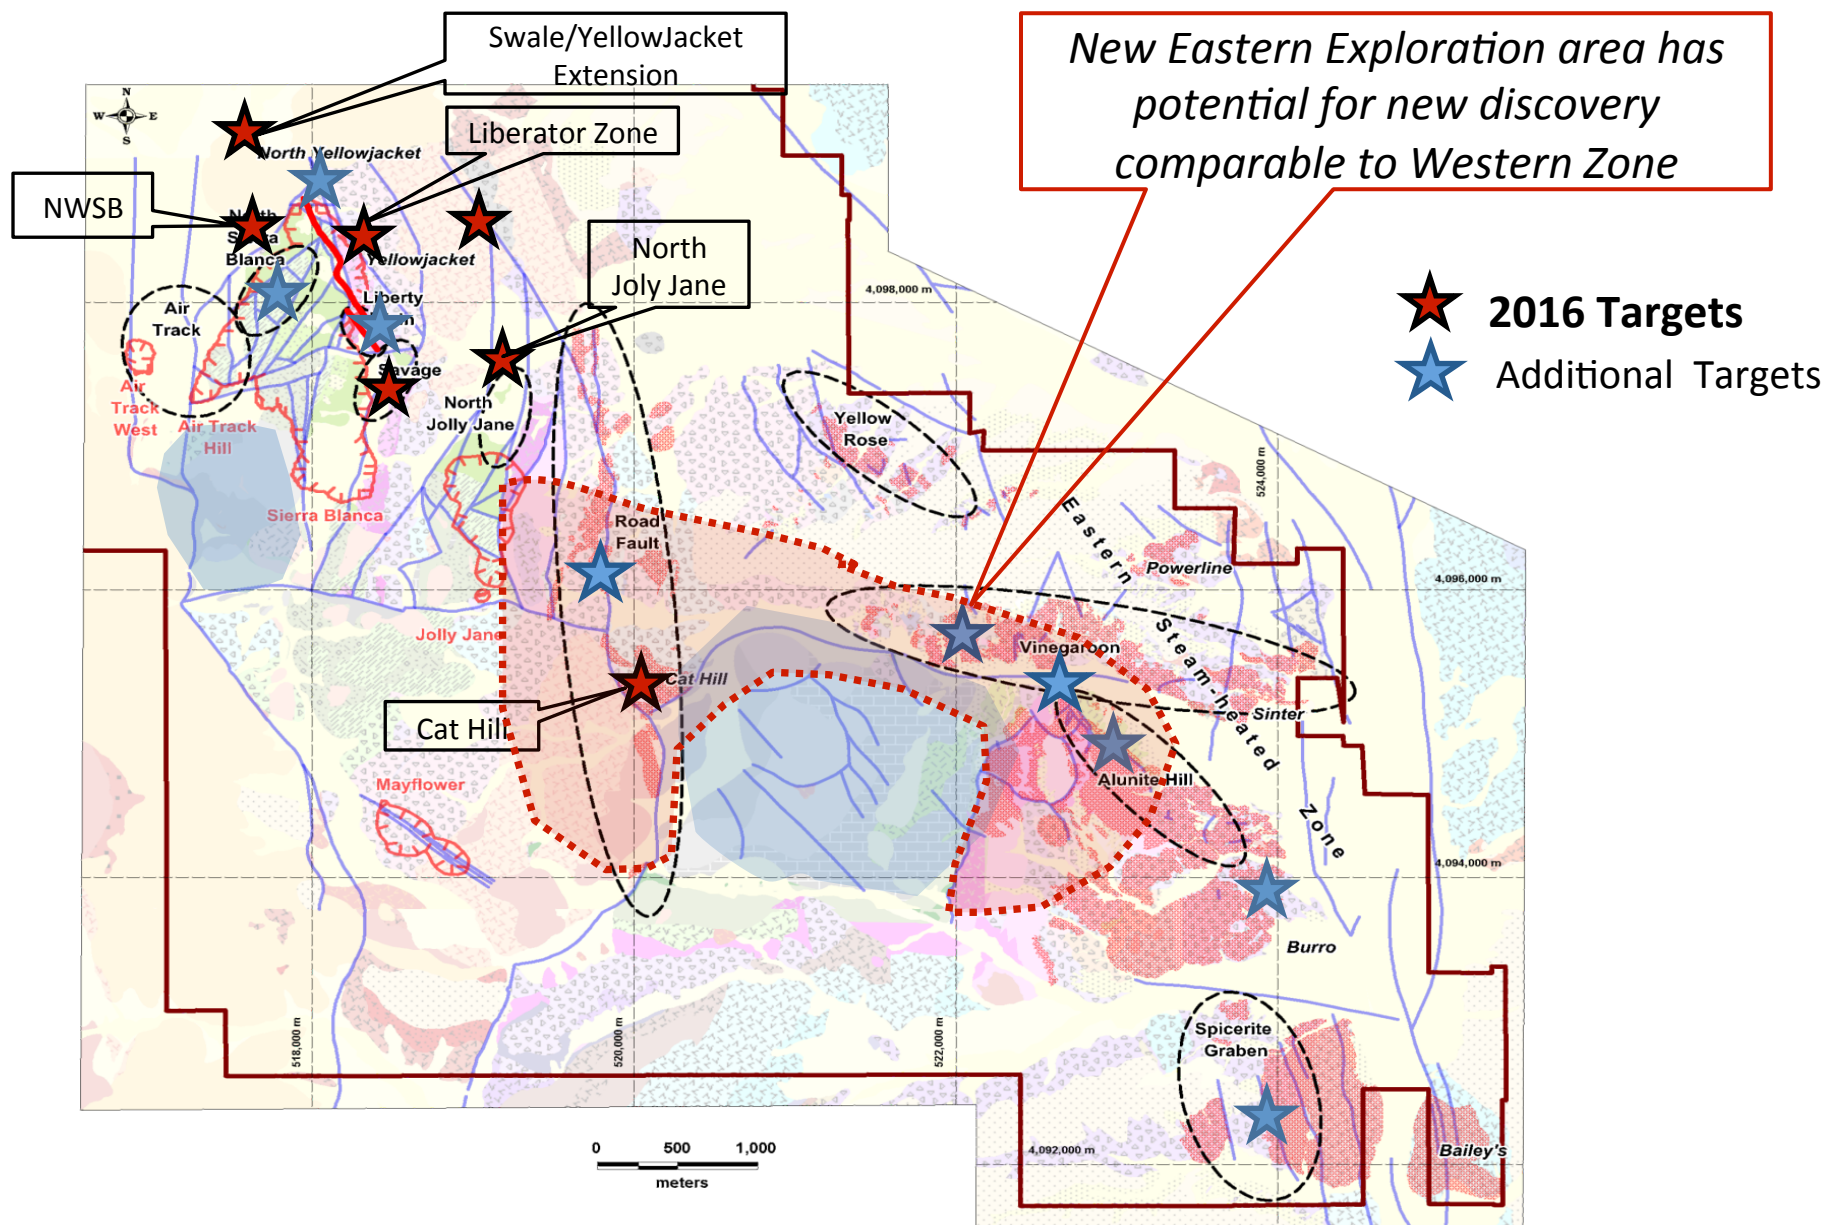 Swale/YellowJacket
Extension
New Eastern Exploration area has
potential for new discovery
comparable to Western Zone
N
W
E
S
Liberator Zone
North Yellowjacket
NWSB
North
Sierra
Blanca
Yellowjacket
North
Joly Jane
4,098,000 m
2016 Targets
Additional Targets
Air
Track
Liberty
Savage
Air
Track
West
Air Track
Hill
North
Jolly Jane
Yellow
Rose
524,000 m
Sierra Blanca
Road
Fault
Eastern
Steam-heated
Zone
Powerline
4,096,000 m
Jolly Jane
Vinegaroon
Cat Hill
Cat Hill
Sinter
Mayflower
Alunite Hill
4,094,000 m
Burro
518,000 m
520,000 m
522,000 m
Spicerite
Graben
0 500 1,000
meters
4,092,000 m
Bailey's